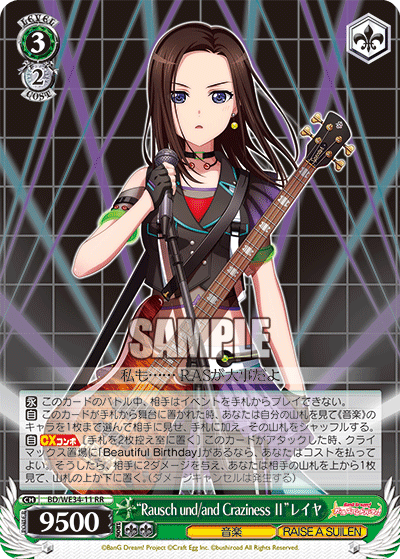 LEVEL
3
2
COST
SAMPLE
私も…… RASが大事だよ
【永】 このカードのバトル中、相手はイベントを手札からプレイできない。
【自】 このカードが手札から舞台に置かれた時、あなたは自分の山札を見て《音楽》の
キャラを1枚まで選んで相手に見せ、手札に加え、その山札をシャッフルする。
【自】 CXコンボ [手札を2枚控え室に置く] このカードがアタックした時、クライ
マックス置場に「Beautiful Birthday」があるなら、あなたはコストを払ってよ
い。そうしたら、相手に2ダメージを与え、相手は自分の山札を上から1枚
見て、山札の上か下に置く。(ダメージキャンセルは発生する)
CH
BD/WE34-11 RR
9500
"Rausch und/and Craziness II"レイヤ
音楽
RAISE A SUILEN
©BanG Dream! Project ©Craft Egg Inc. ©bushiroad All Rights Reserved.